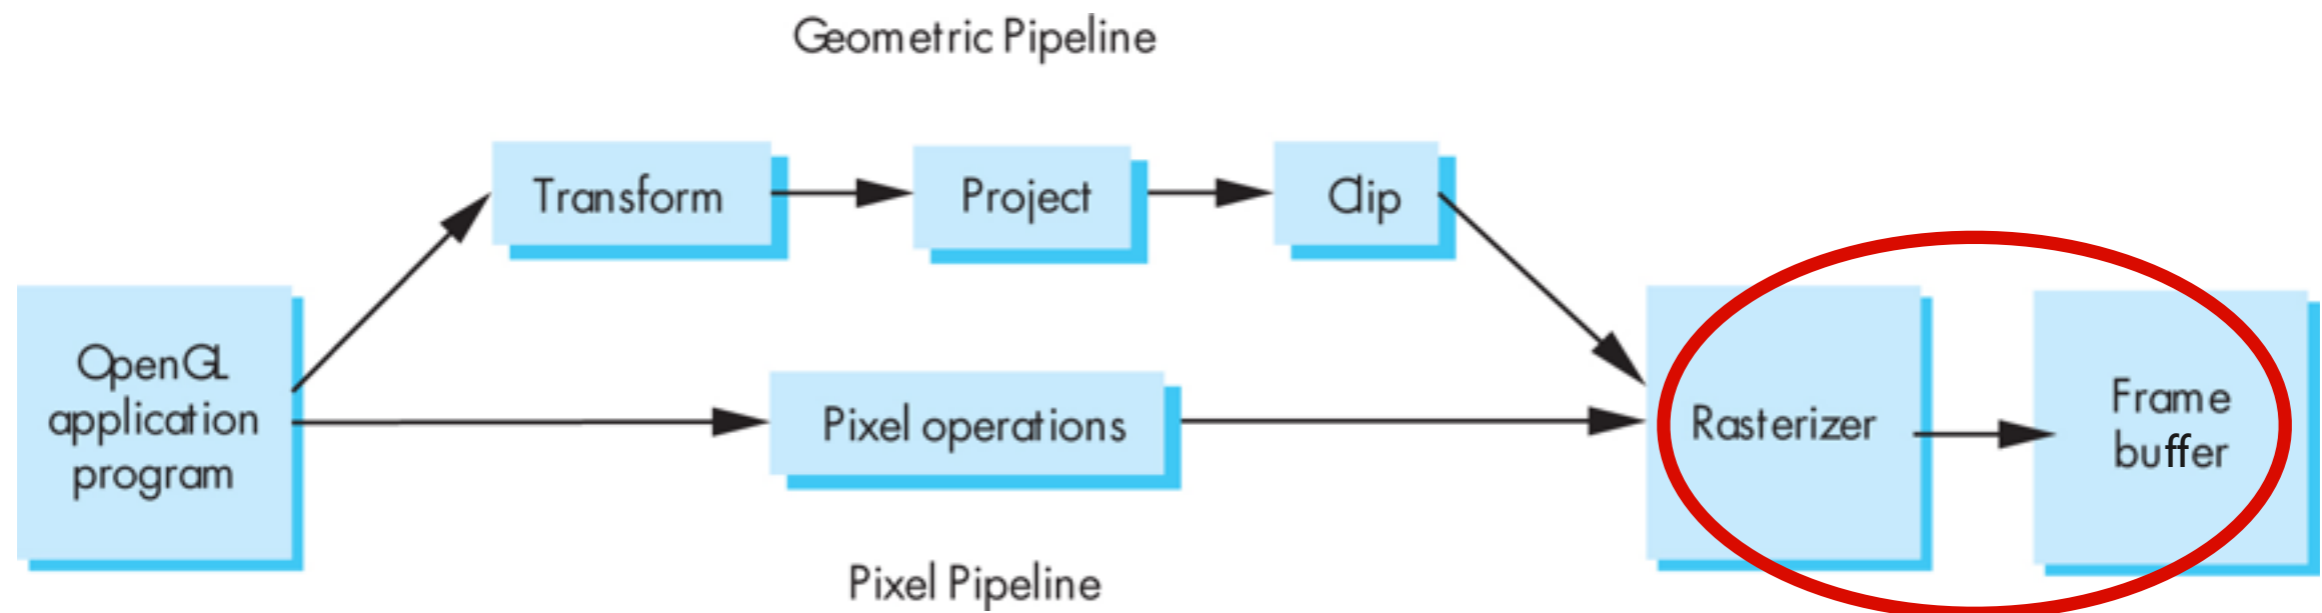 Geometric Pipeline
Transform
Project
Clip
OpenGL
application
program
Pixel operations
Rasterizer
Frame
buffer
Pixel Pipeline